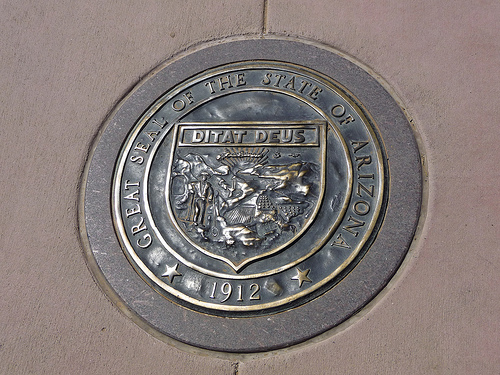 GREAT SEAL OF THE STATE OF ARIZONA
DITAT DEUS
1912